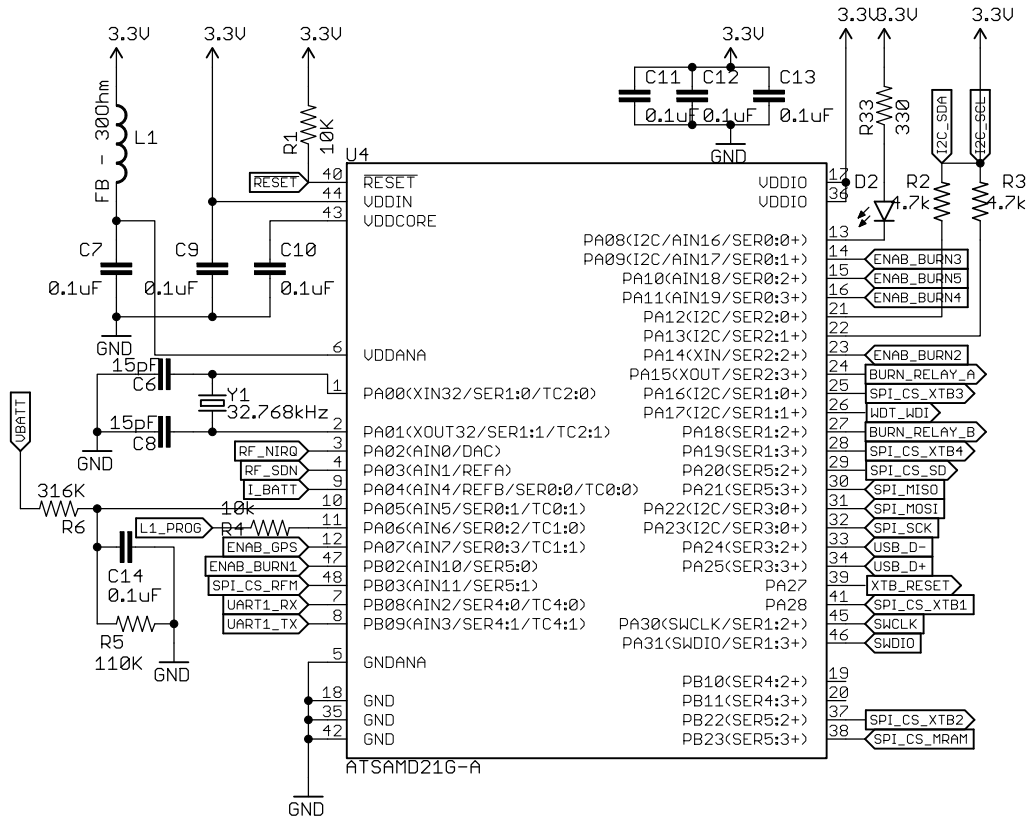 3.3V 3.3V 3.3V 3.3V 3.3V 3.3V 3.3V
FB - 30Ohm
L1
R1
10K
C11 C12 C13
0.1uF 0.1uF 0.1uF
GND
R33
330
I2C_SDA
I2C_SCL
U4
RESET
40 RESET
44 VDDIN
43 VDDCORE
VDDIO 17
VDDIO 36
D2
R2
4.7k
R3
4.7k
C7
0.1uF
C9
0.1uF
C10
0.1uF
GND
PA08(I2C/AIN16/SER0:0+) 13
PA09(I2C/AIN17/SER0:1+) 14 ENAB_BURN3
PA10(AIN18/SER0:2+) 15 ENAB_BURN5
PA11(AIN19/SER0:3+) 16 ENAB_BURN4
PA12(I2C/SER2:0+) 21
PA13(I2C/SER2:1+) 22
6 VDDANA
PA14(XIN/SER2:2+) 23 ENAB_BURN2
15pF
C6
PA15(XOUT/SER2:3+) 24 BURN_RELAY_A
1 PA00(XIN32/SER1:0/TC2:0)
PA16(I2C/SER1:0+) 25 SPI_CS_XTB3
Y1
32.768kHz
PA17(I2C/SER1:1+) 26 WDT_WDI
15pF
C8
GND
2 PA01(XOUT32/SER1:1/TC2:1)
PA18(SER1:2+) 27 BURN_RELAY_B
VBATT
RF_NIRQ 3 PA02(AIN0/DAC)
PA19(SER1:3+) 28 SPI_CS_XTB4
RF_SDN 4 PA03(AIN1/REFA)
PA20(SER5:2+) 29 SPI_CS_SD
I_BATT 9 PA04(AIN4/REFB/SER0:0/TC0:0)
PA21(SER5:3+) 30 SPI_MISO
316K
R6
10 PA05(AIN5/SER0:1/TC0:1)
PA22(I2C/SER3:0+) 31 SPI_MOSI
L1_PROG
10k
R4
11 PA06(AIN6/SER0:2/TC1:0)
PA23(I2C/SER3:1+) 32 SPI_SCK
ENAB_GPS 12 PA07(AIN7/SER0:3/TC1:1)
PA24(SER3:2+) 33 USB_D-
ENAB_BURN1 47 PB02(AIN10/SER5:0)
PA25(SER3:3+) 34 USB_D+
C14
0.1uF
SPI_CS_RFM 48 PB03(AIN11/SER5:1)
PA27 39 XTB_RESET
UART1_RX 7 PB08(AIN2/SER4:0/TC4:0)
PA28 41 SPI_CS_XTB1
UART1_TX 8 PB09(AIN3/SER4:1/TC4:1)
PA30(SWCLK/SER1:2+) 45 SWCLK
R5
110K
PA31(SWDIO/SER1:3+) 46 SWDIO
GND
5 GNDANA
PB10(SER4:2+) 19
18 GND
PB11(SER4:3+) 20
35 GND
PB22(SER5:2+) 37 SPI_CS_XTB2
42 GND
PB23(SER5:3+) 38 SPI_CS_MRAM
ATSAMD21G-A
GND